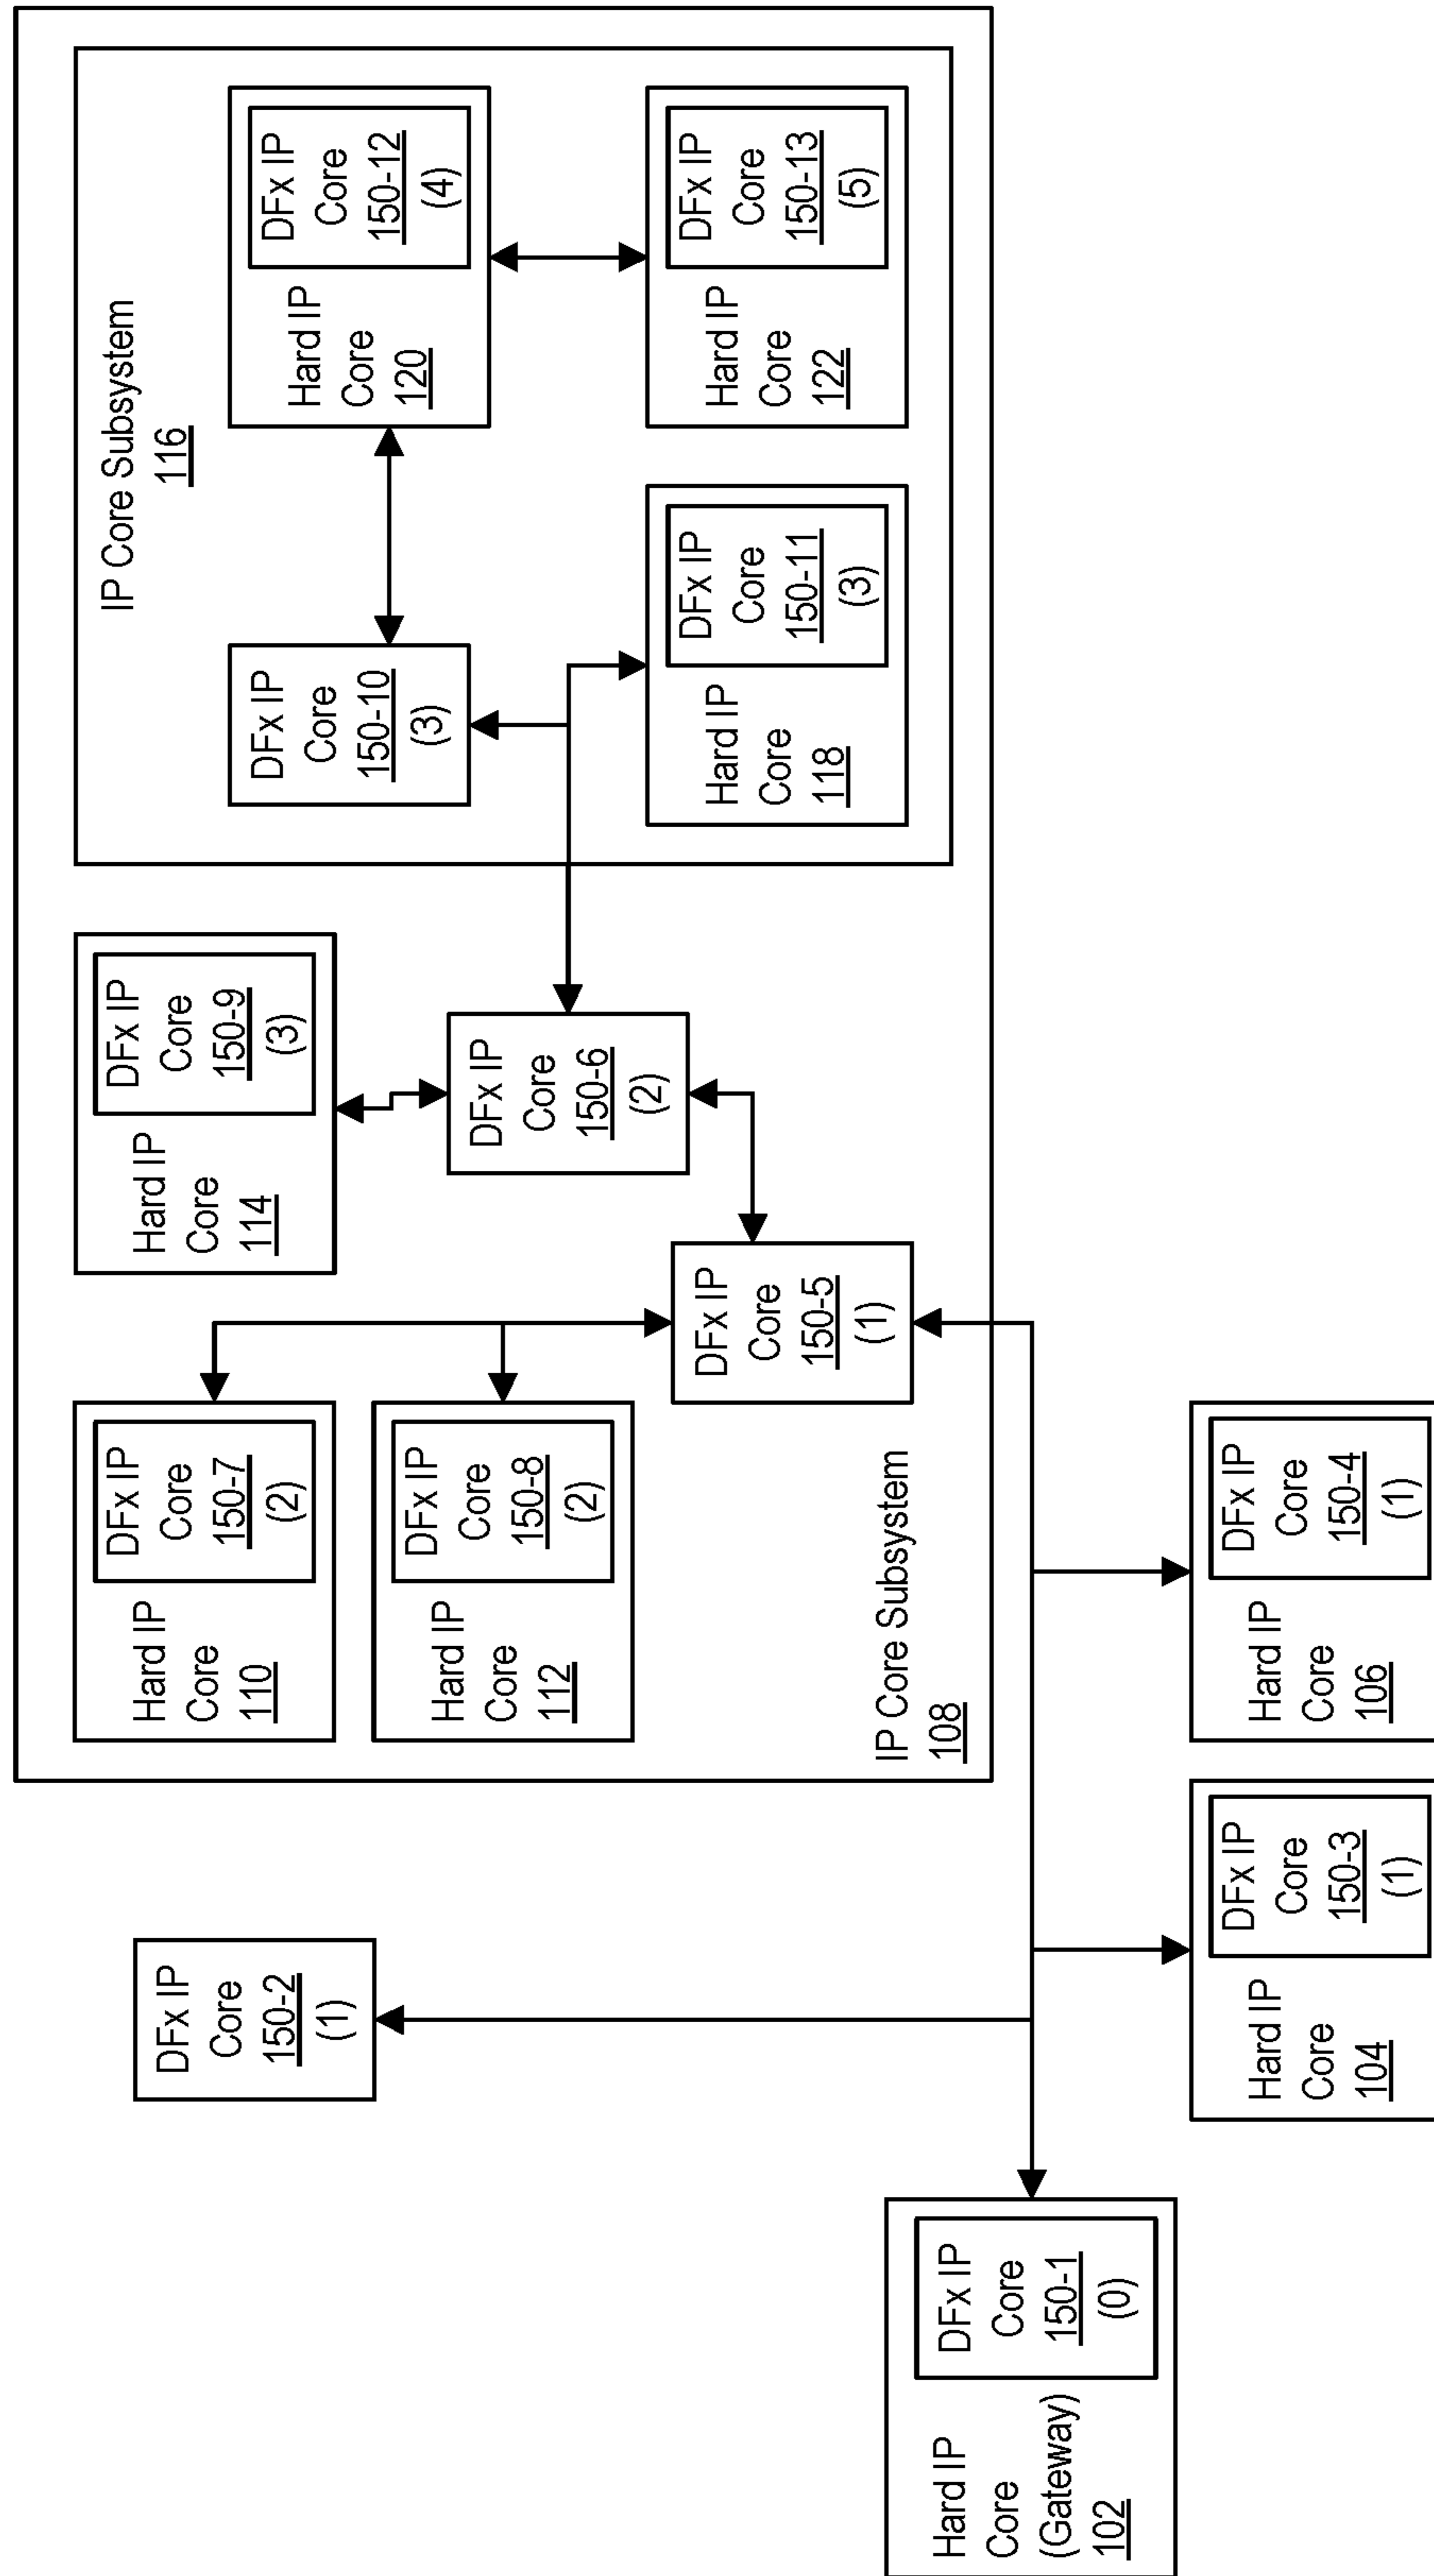 Hard IP
Core
(Gateway)
102
DFx IP
Core
150-1
(0)
DFx IP
Core
150-2
(1)
Hard IP
Core
104
DFx IP
Core
150-3
(1)
Hard IP
Core
106
DFx IP
Core
150-4
(1)
IP Core Subsystem
108
Hard IP
Core
110
DFx IP
Core
150-7
(2)
Hard IP
Core
112
DFx IP
Core
150-8
(2)
DFx IP
Core
150-5
(1)
Hard IP
Core
114
DFx IP
Core
150-9
(3)
DFx IP
Core
150-6
(2)
IP Core Subsystem
116
DFx IP
Core
150-10
(3)
Hard IP
Core
120
DFx IP
Core
150-12
(4)
Hard IP
Core
118
DFx IP
Core
150-11
(3)
Hard IP
Core
122
DFx IP
Core
150-13
(5)